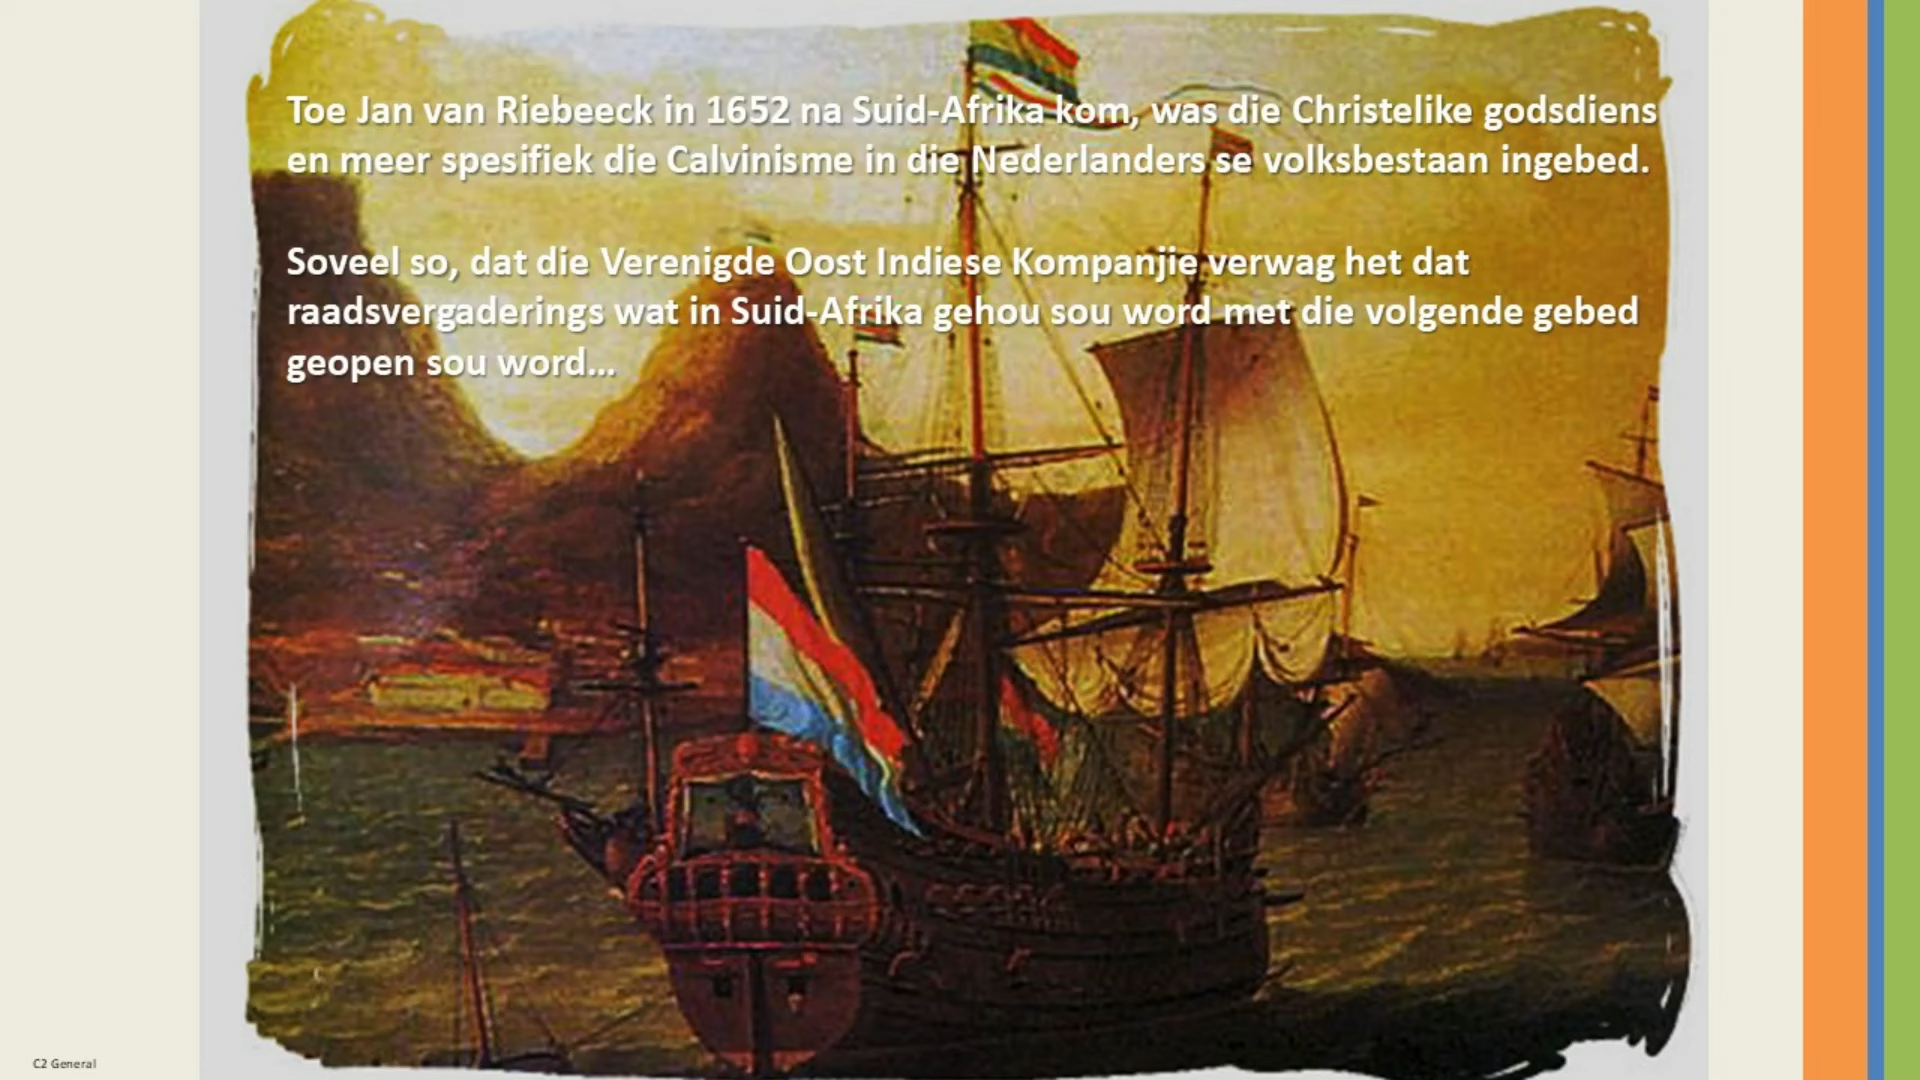 Toe Jan van Riebeeck in 1652 na Suid-Afrika kom, was die Christelike godsdiens
en meer spesifiek die Calvinisme in die Nederlanders se volksbestaan ingebed.
Soveel so, dat die Verenigde Oost Indiese Kompanjie verwag het dat
raadsvergaderings wat in Suid-Afrika gehou sou word met die volgende gebed
geopen sou word...
C2 General